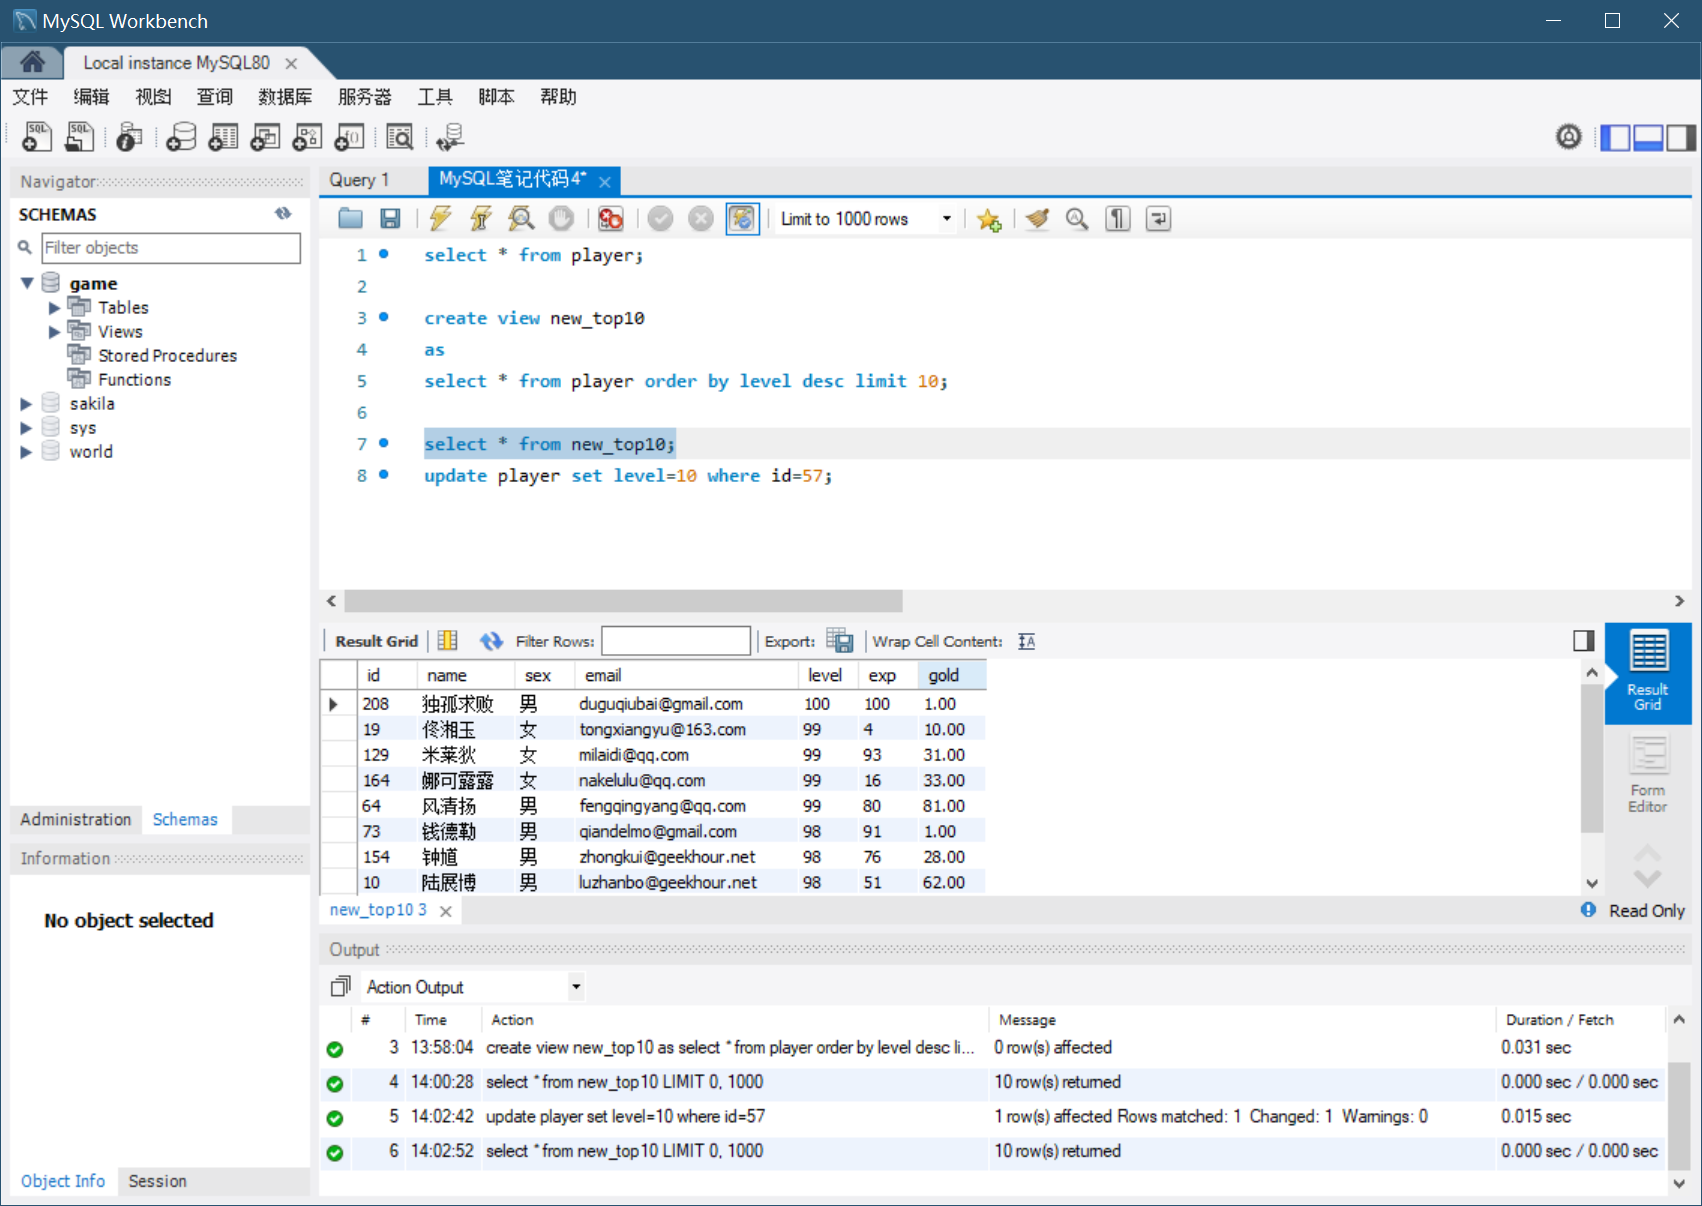 MySQL Workbench
Local instance MySQL80
文件 编辑 视图 查询 数据库 服务器 工具 脚本 帮助
Navigator
SCHEMAS
Filter objects
game
Tables
Views
Stored Procedures
Functions
sakila
sys
world
Administration Schemas
Information
No object selected
Object Info Session
Query 1 MySQL笔记代码4*
Limit to 1000 rows
1 select * from player;
2
3 create view new_top10
4 as
5 select * from player order by level desc limit 10;
6
7 select * from new_top10;
8 update player set level=10 where id=57;
Result Grid Filter Rows: Export: Wrap Cell Content:
id name sex email level exp gold
208 独孤求败 男 duguqiubai@gmail.com 100 100 1.00
19 佟湘玉 女 tongxiangyu@163.com 99 4 10.00
129 米莱狄 女 milaidi@qq.com 99 93 31.00
164 娜可露露 女 nakelulu@qq.com 99 16 33.00
64 风清扬 男 fengqingyang@qq.com 99 80 81.00
73 钱德勒 男 qiandelmo@gmail.com 98 91 1.00
154 钟馗 男 zhongkui@geekhour.net 98 76 28.00
10 陆展博 男 luzhanbo@geekhour.net 98 51 62.00
Result
Grid
Form
Editor
new_top10 3
Read Only
Output
Action Output
# Time Action Message Duration / Fetch
3 13:58:04 create view new_top10 as select * from player order by level desc li... 0 row(s) affected 0.031 sec
4 14:00:28 select * from new_top10 LIMIT 0, 1000 10 row(s) returned 0.000 sec / 0.000 sec
5 14:02:42 update player set level=10 where id=57 1 row(s) affected Rows matched: 1 Changed: 1 Warnings: 0 0.015 sec
6 14:02:52 select * from new_top10 LIMIT 0, 1000 10 row(s) returned 0.000 sec / 0.000 sec